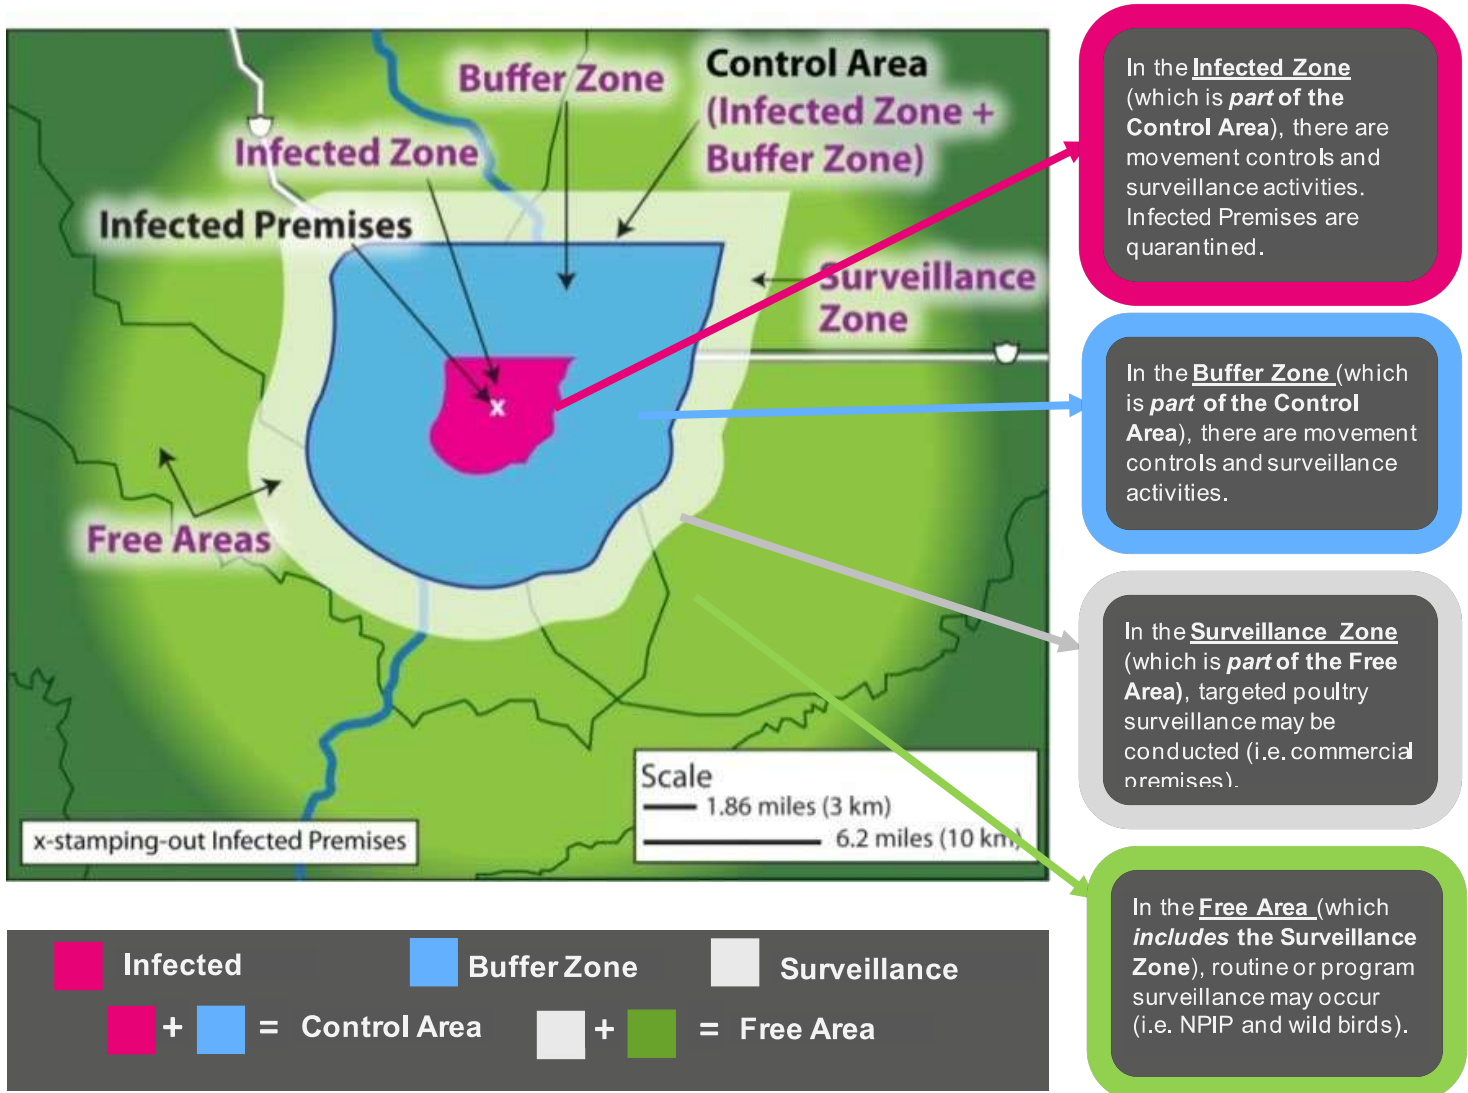 Buffer Zone
Control Area
(Infected Zone +
Buffer Zone)
Infected Zone
Infected Premises
Surveillance
Zone
Free Areas
Scale
1.86 miles (3 km)
6.2 miles (10 km)
x
x-stamping-out Infected Premises
In the Infected Zone
(which is part of the
Control Area), there are
movement controls and
surveillance activities.
Infected Premises are
quarantined.
In the Buffer Zone (which
is part of the Control
Area), there are movement
controls and surveillance
activities.
In the Surveillance Zone
(which is part of the Free
Area), targeted poultry
surveillance may be
conducted (i.e. commercial
premises).
In the Free Area (which
includes the Surveillance
Zone), routine or program
surveillance may occur
(i.e. NPIP and wild birds).
Infected
Buffer Zone
Surveillance
+ = Control Area
+ = Free Area